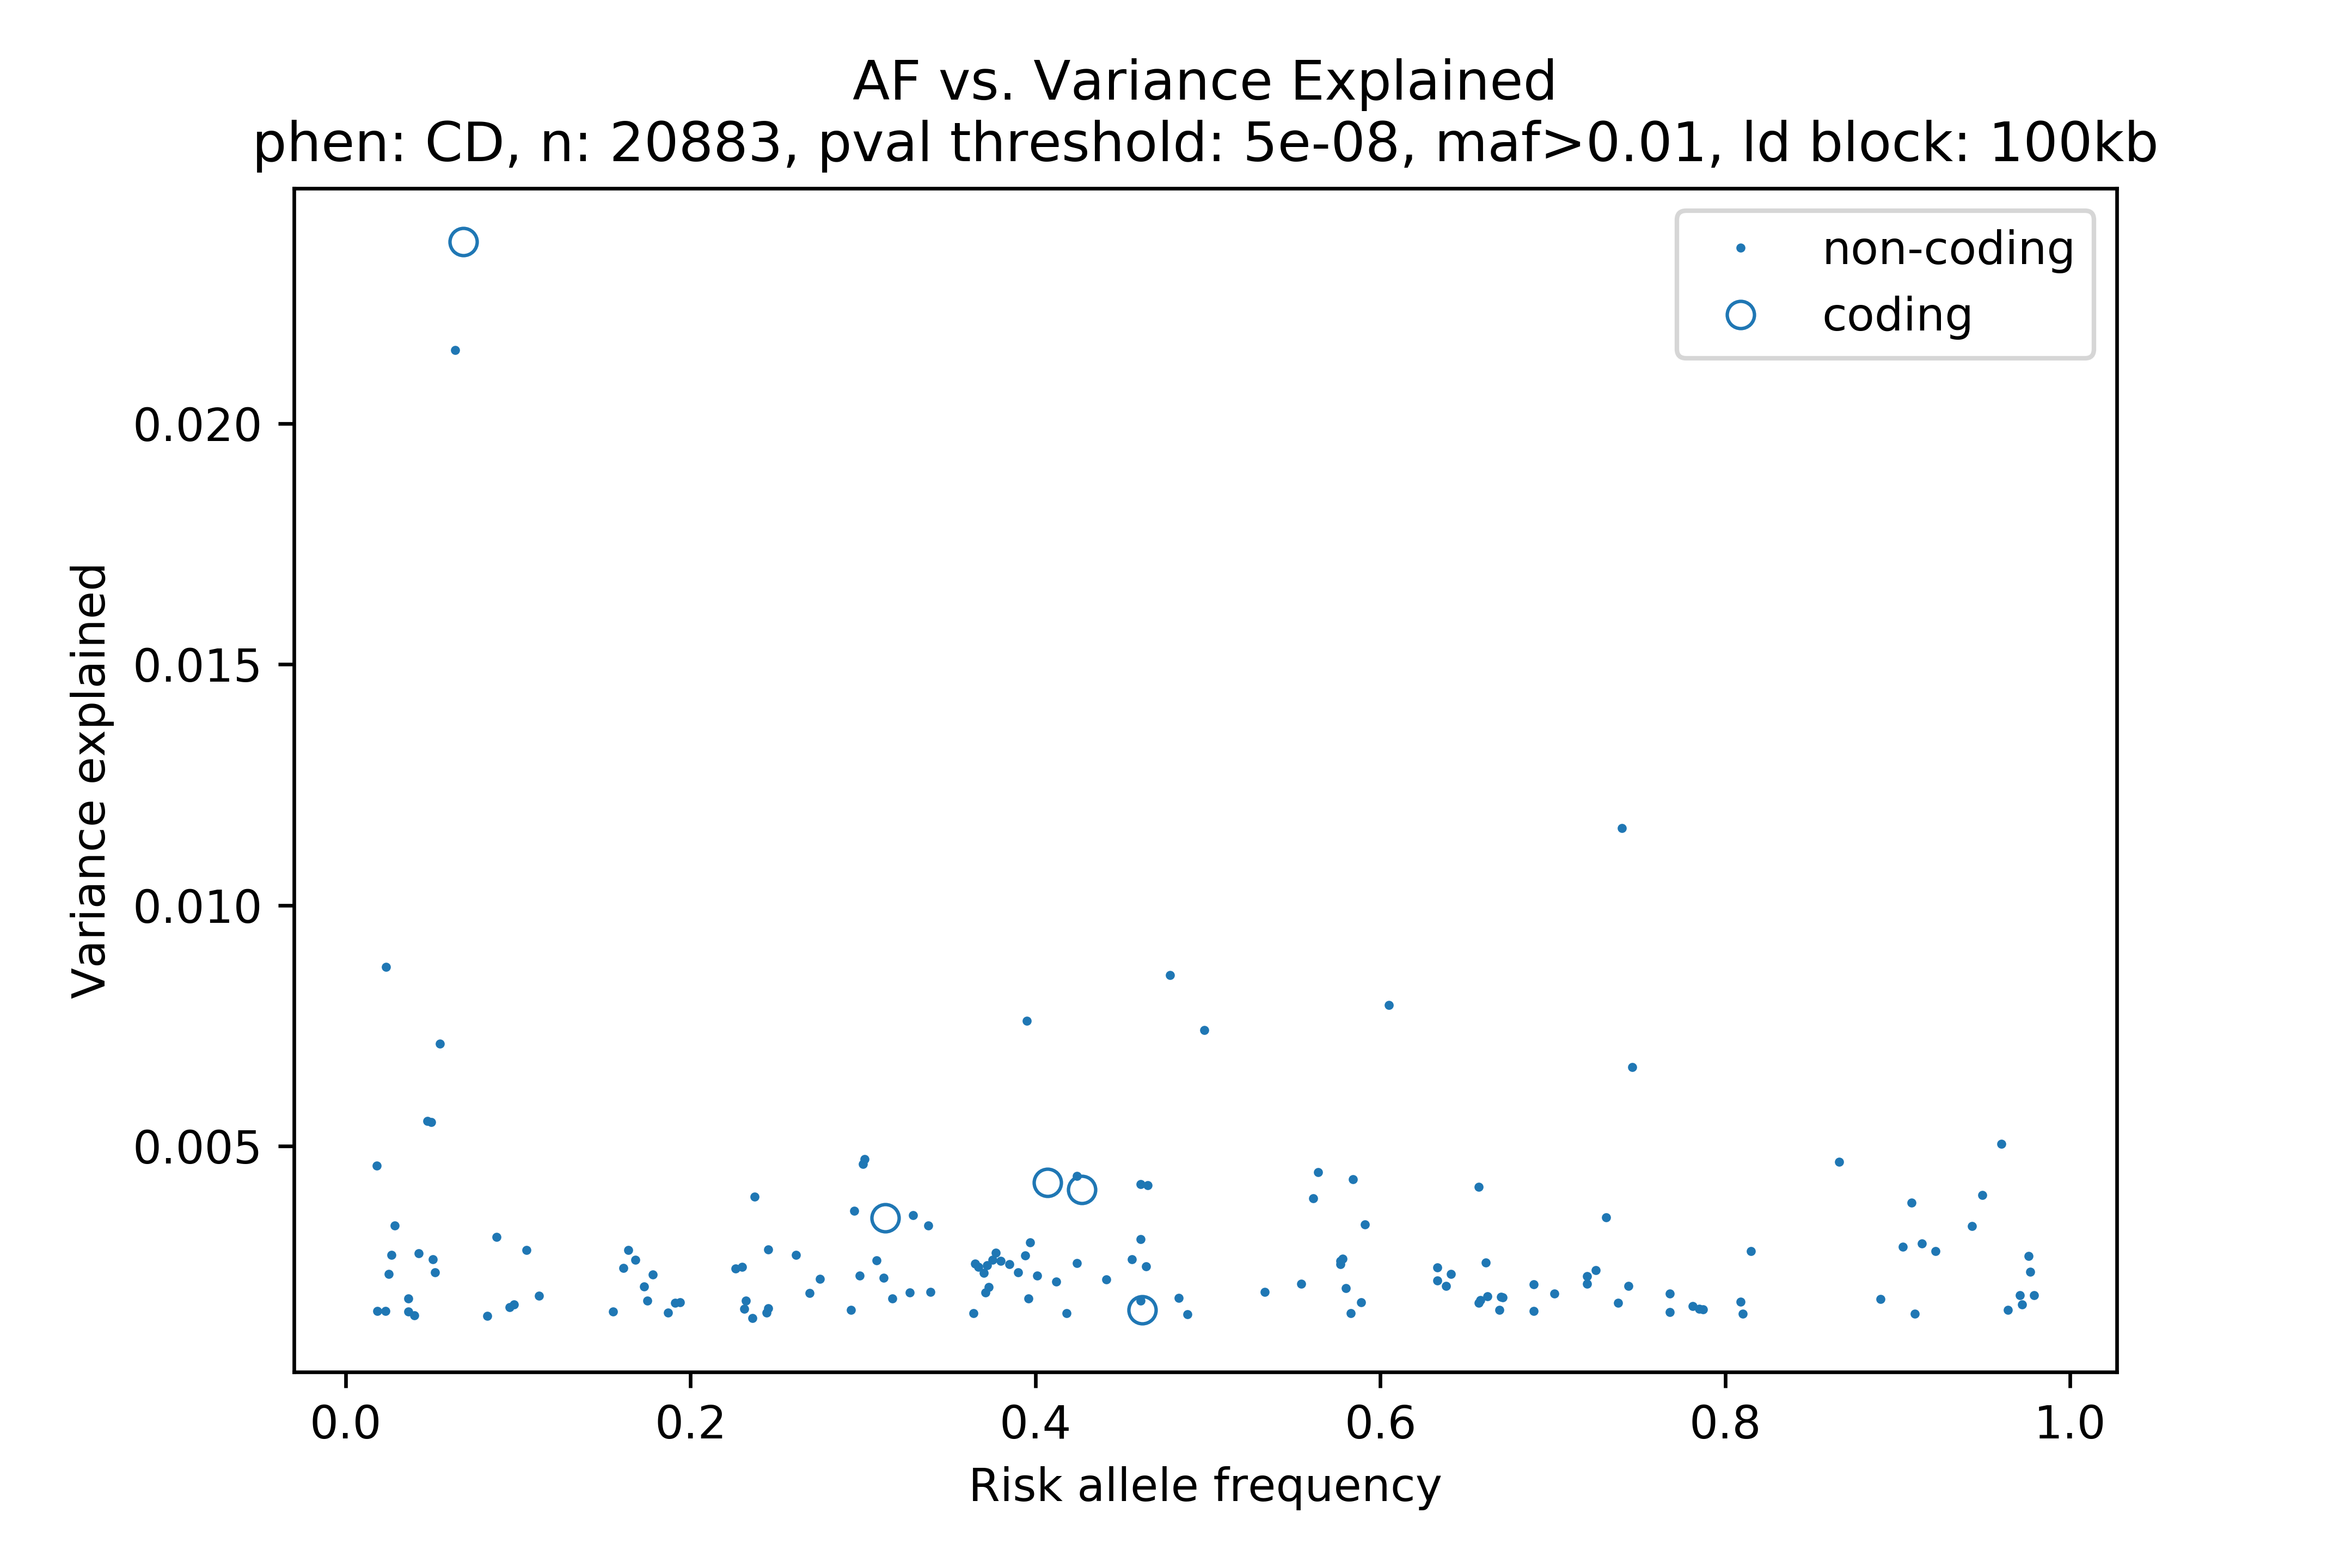 AF vs. Variance Explained
phen: CD, n: 20883, pval threshold: 5e-08, maf>0.01, ld block: 100kb
non-coding
coding
Variance explained
0.020
0.015
0.010
0.005
0.0 0.2 0.4 0.6 0.8 1.0
Risk allele frequency